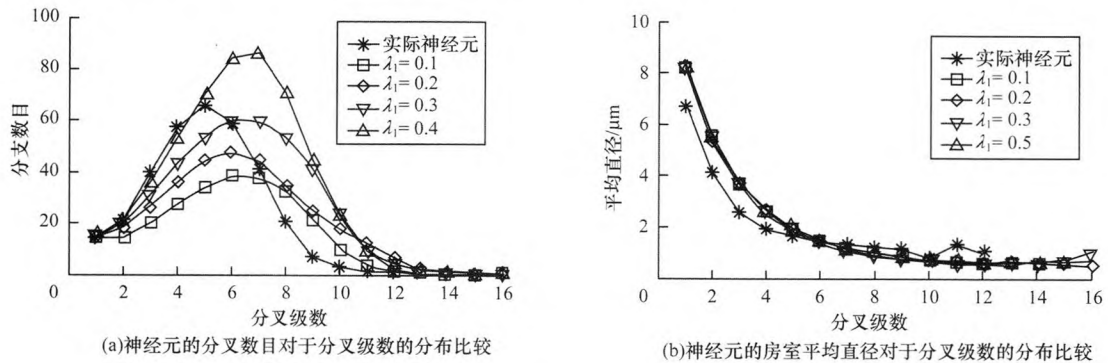 100
80
60
40
20
0
分支数目
实际神经元
λ₁= 0.1
λ₁= 0.2
λ₁= 0.3
λ₁= 0.4
2 4 6 8 10 12 14 16
分叉级数
(a)神经元的分叉数目对于分叉级数的分布比较
10
8
6
4
2
0
平均直径/μm
实际神经元
λ₁= 0.1
λ₁= 0.2
λ₁= 0.3
λ₁= 0.5
2 4 6 8 10 12 14 16
分叉级数
(b)神经元的房室平均直径对于分叉级数的分布比较